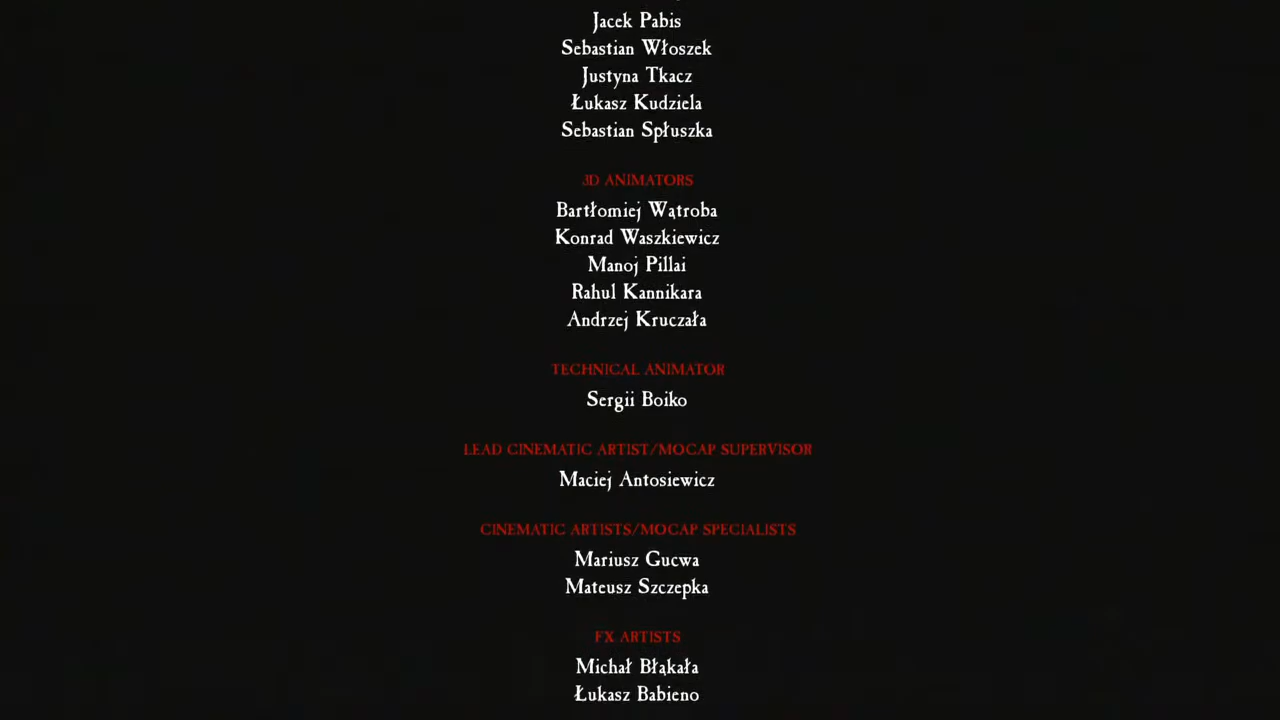 Jacek Pabis
Sebastian Włoszek
Justyna Tkacz
Łukasz Kudziela
Sebastian Spłuszka
3D ANIMATORS
Bartłomiej Wątroba
Konrad Waszkiewicz
Manoj Pillai
Rahul Kannikara
Andrzej Kruczała
TECHNICAL ANIMATOR
Sergii Boiko
LEAD CINEMATIC ARTIST/MOCAP SUPERVISOR
Maciej Antosiewicz
CINEMATIC ARTISTS/MOCAP SPECIALISTS
Mariusz Gucwa
Mateusz Szczepka
FX ARTISTS
Michał Błąkała
Łukasz Babieno